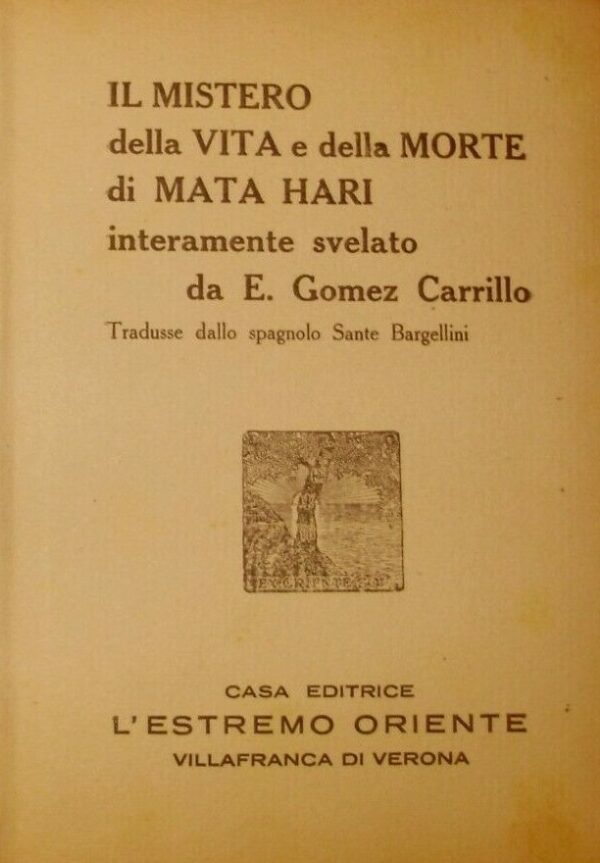 IL MISTERO
della VITA e della MORTE
di MATA HARI
interamente svelato
da E. Gomez Carrillo
Tradusse dallo spagnolo Sante Bargellini
CASA EDITRICE
L'ESTREMO ORIENTE
VILLAFRANCA DI VERONA